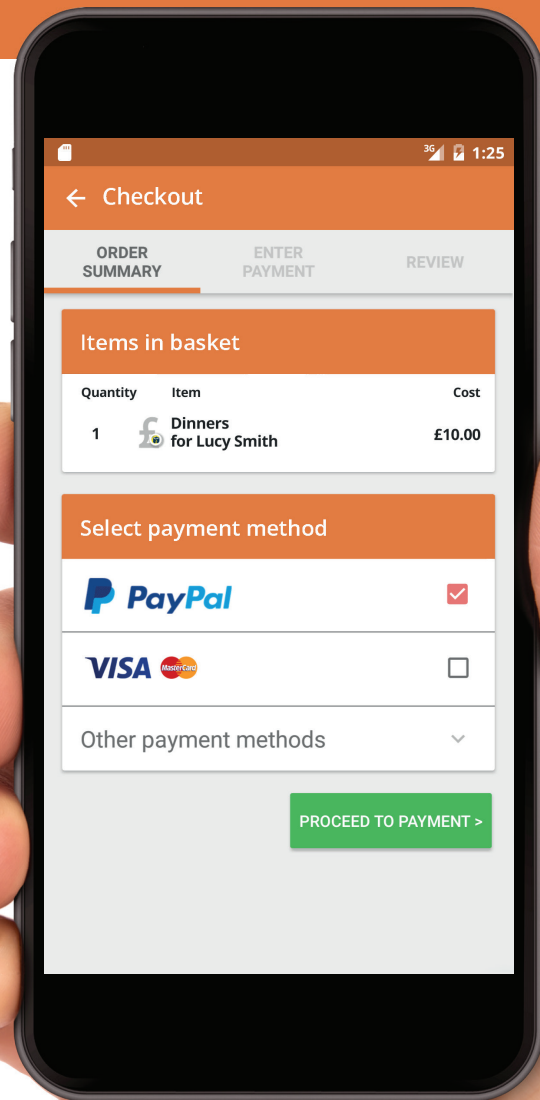 3G 1:25
Checkout
ORDER
SUMMARY
ENTER
PAYMENT
REVIEW
Items in basket
Quantity Item Cost
1 Dinners
for Lucy Smith £10.00
Select payment method
PayPal
VISA MasterCard
Other payment methods
PROCEED TO PAYMENT >